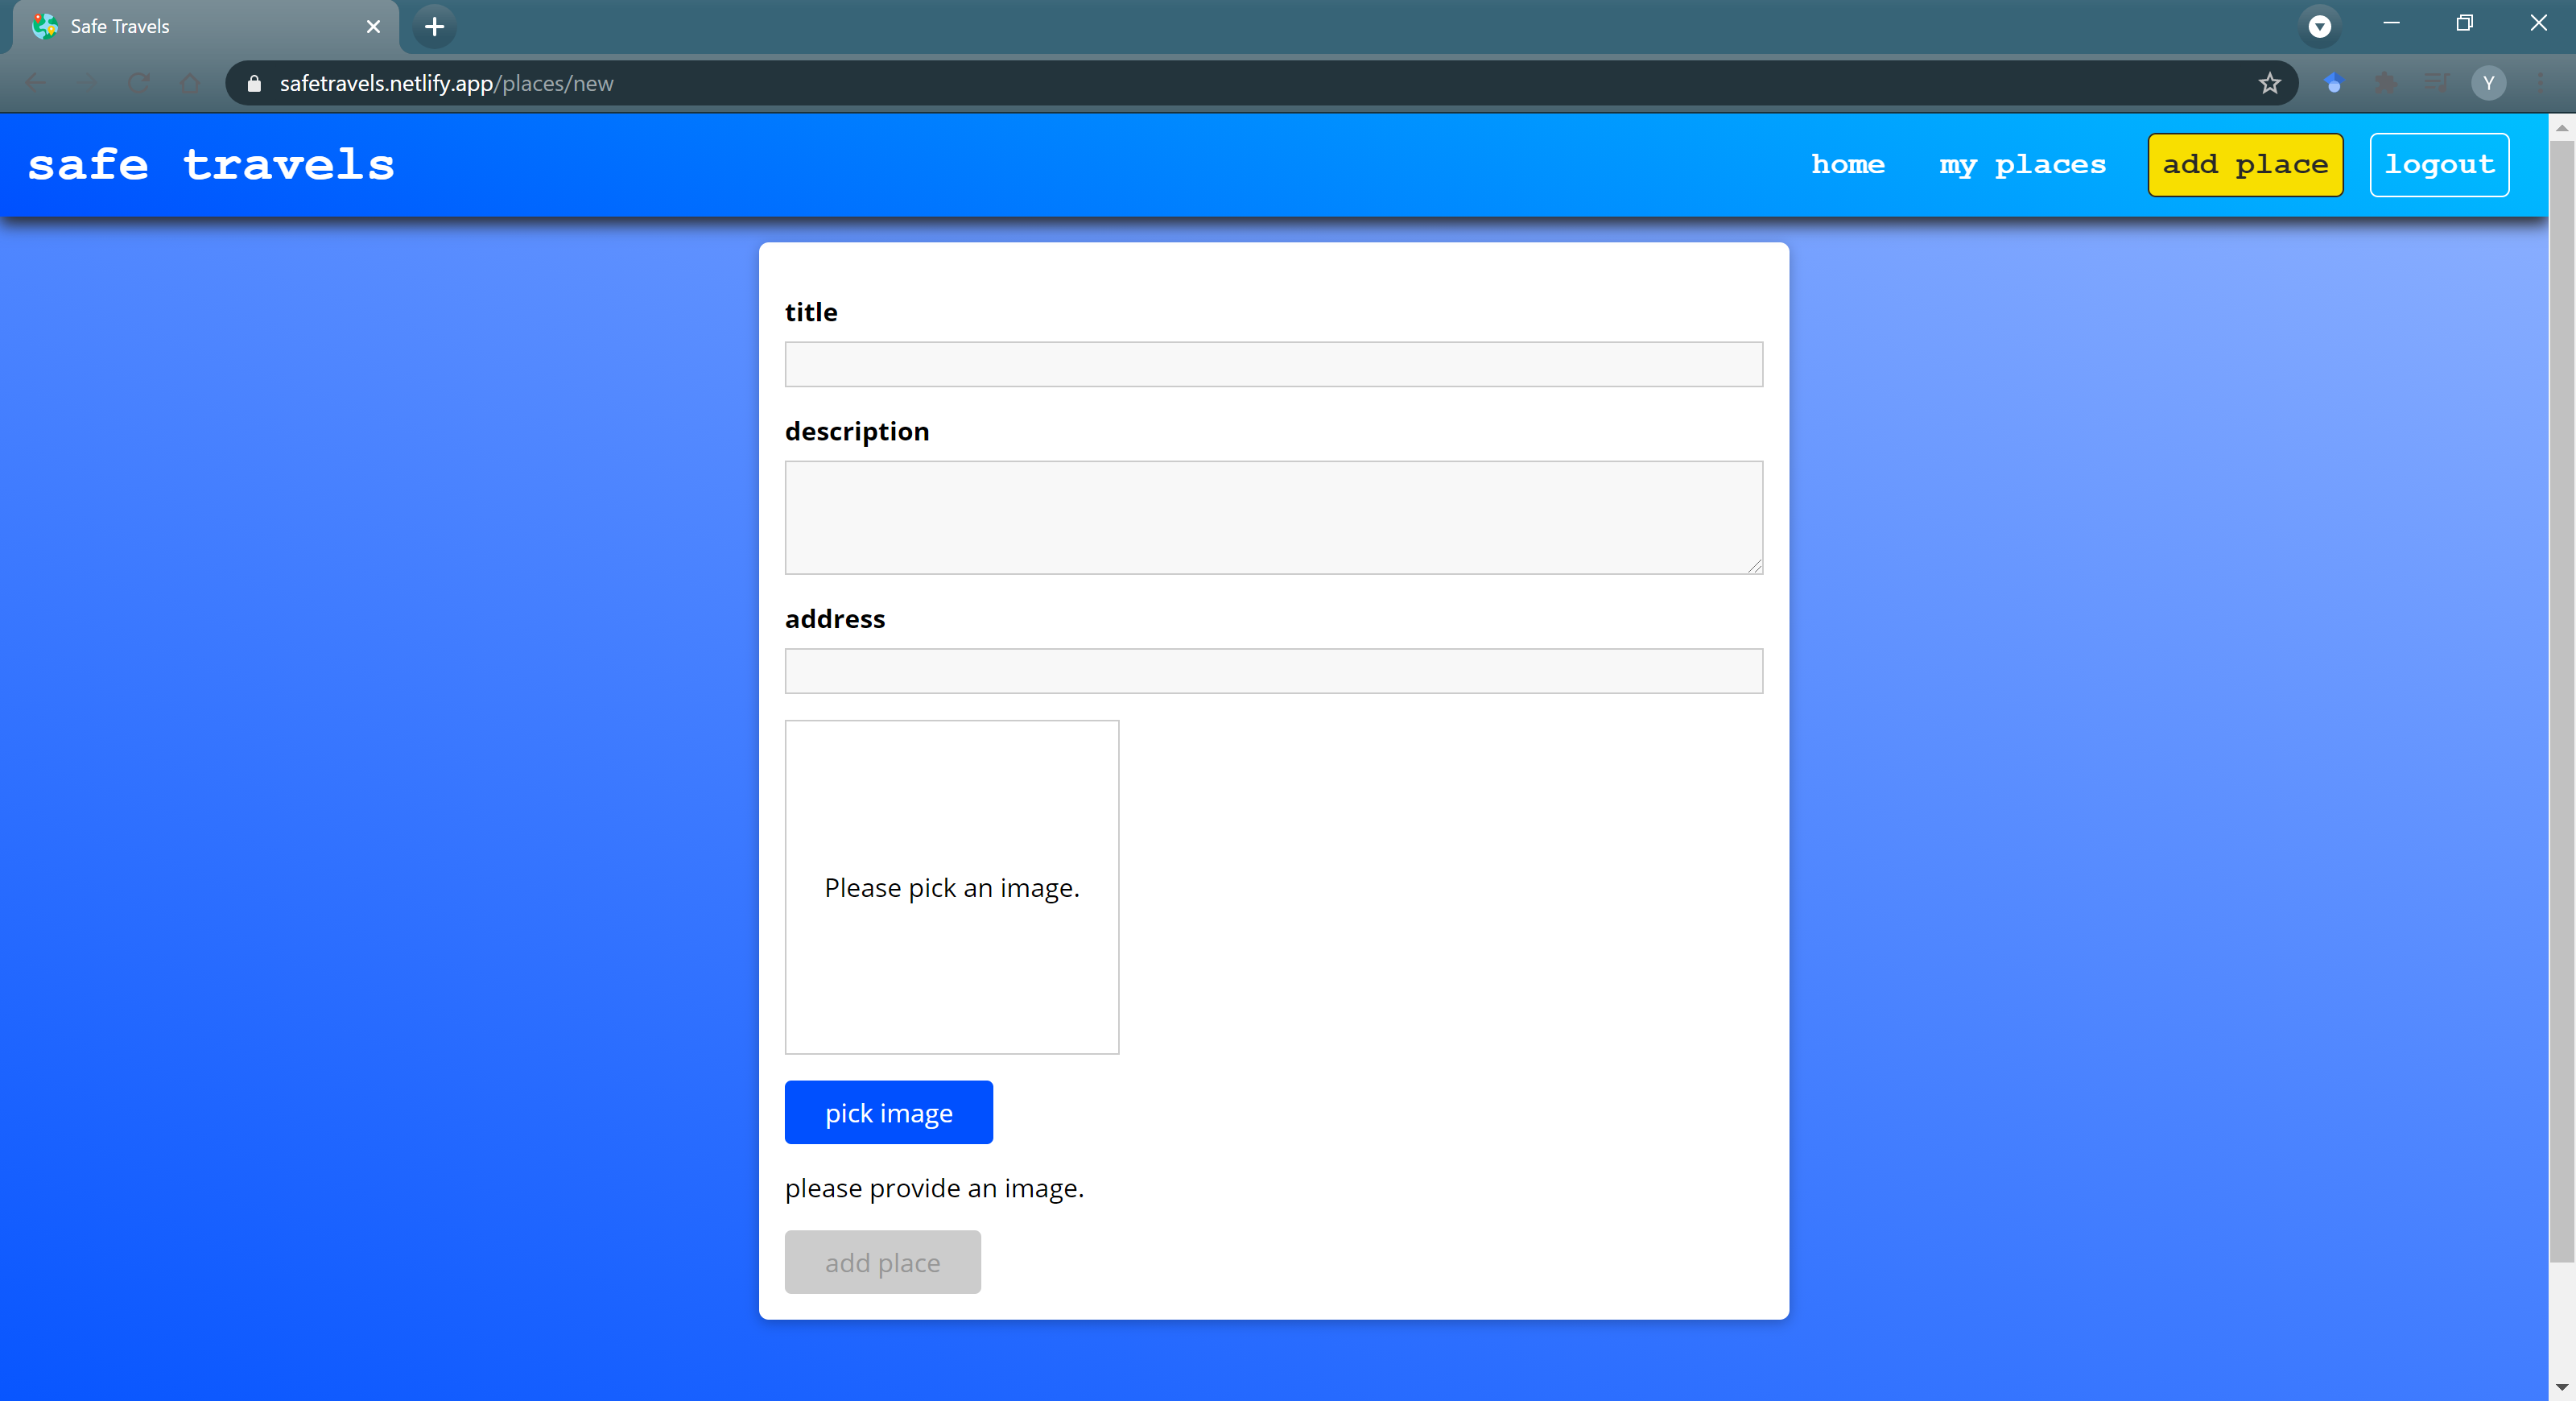 Safe Travels
safetravels.netlify.app/places/new
Y
safe travels
home my places add place logout
title
description
address
Please pick an image.
pick image
please provide an image.
add place